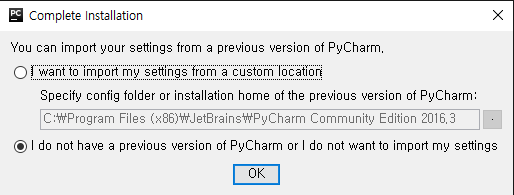 PC
Complete Installation
You can import your settings from a previous version of PyCharm.
I want to import my settings from a custom location
Specify config folder or installation home of the previous version of PyCharm:
C:₩Program Files (x86)₩JetBrains₩PyCharm Community Edition 2016.3
.
I do not have a previous version of PyCharm or I do not want to import my settings
OK